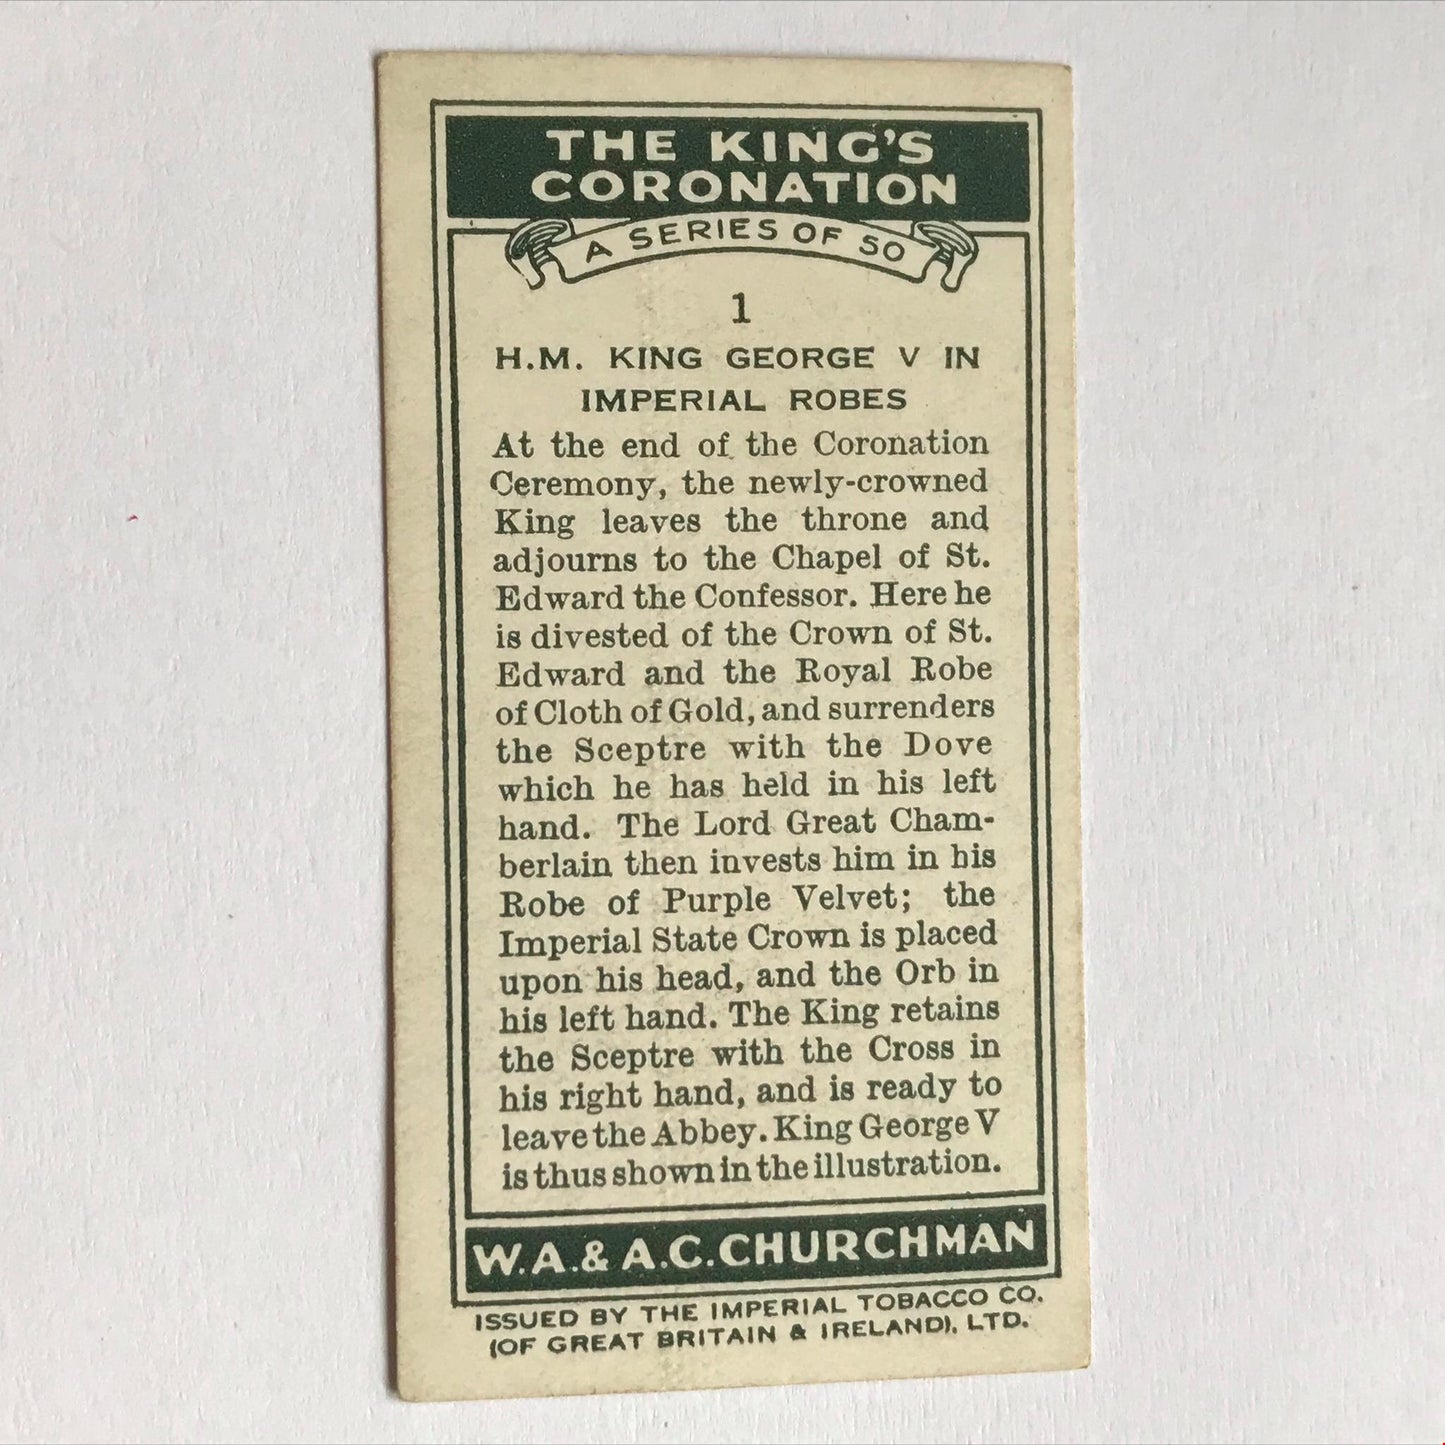 THE KING'S
CORONATION
A SERIES OF 50
1
H.M. KING GEORGE V IN
IMPERIAL ROBES
At the end of the Coronation
Ceremony, the newly-crowned
King leaves the throne and
adjourns to the Chapel of St.
Edward the Confessor. Here he
is divested of the Crown of St.
Edward and the Royal Robe
of Cloth of Gold, and surrenders
the Sceptre with the Dove
which he has held in his left
hand. The Lord Great Cham-
berlain then invests him in his
Robe of Purple Velvet; the
Imperial State Crown is placed
upon his head, and the Orb in
his left hand. The King retains
the Sceptre with the Cross in
his right hand, and is ready to
leave the Abbey. King George V
is thus shown in the illustration.
W.A. & A.C. CHURCHMAN
ISSUED BY THE IMPERIAL TOBACCO CO.
(OF GREAT BRITAIN & IRELAND), LTD.